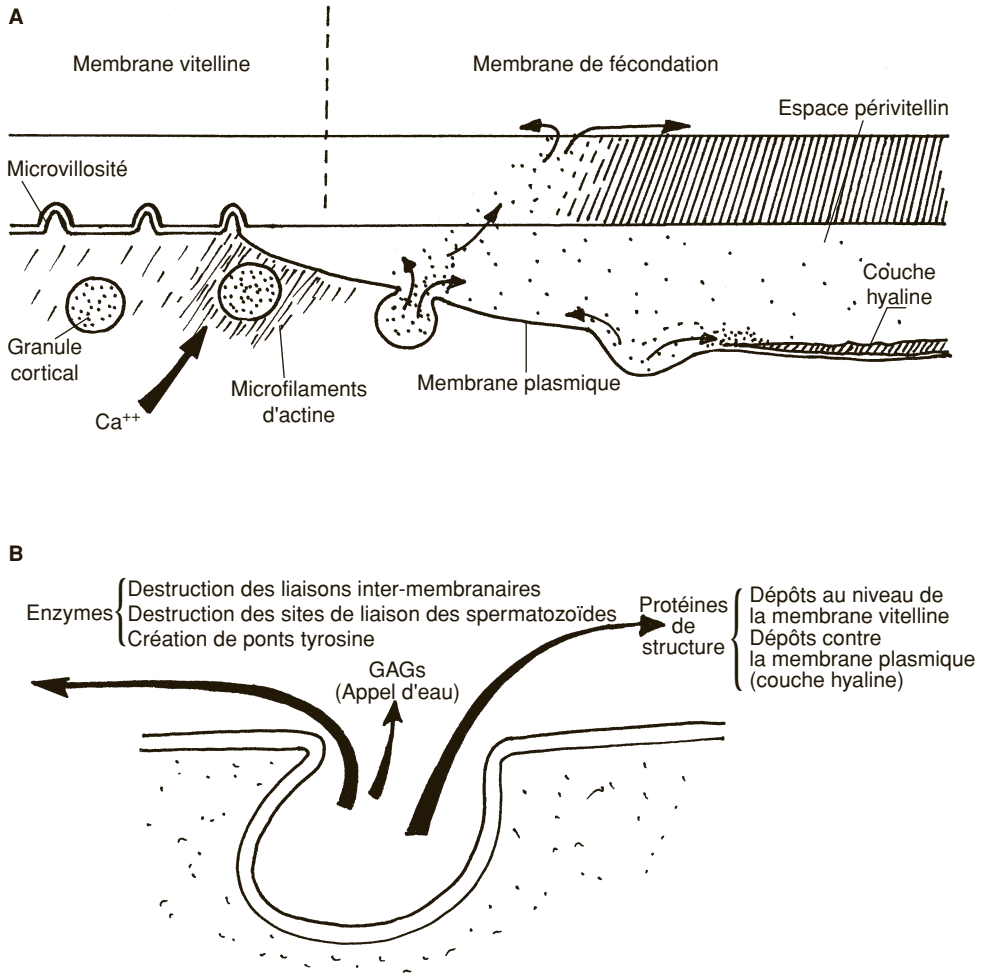 A
Membrane vitelline
Membrane de fécondation
Espace périvitellin
Microvillosité
Couche
hyaline
Granule
cortical
Microfilaments
d'actine
Membrane plasmique
Ca++
B
Enzymes
Destruction des liaisons inter-membranaires
Destruction des sites de liaison des spermatozoïdes
Création de ponts tyrosine
GAGs
(Appel d'eau)
Protéines
de
structure
Dépôts au niveau de
la membrane vitelline
Dépôts contre
la membrane plasmique
(couche hyaline)